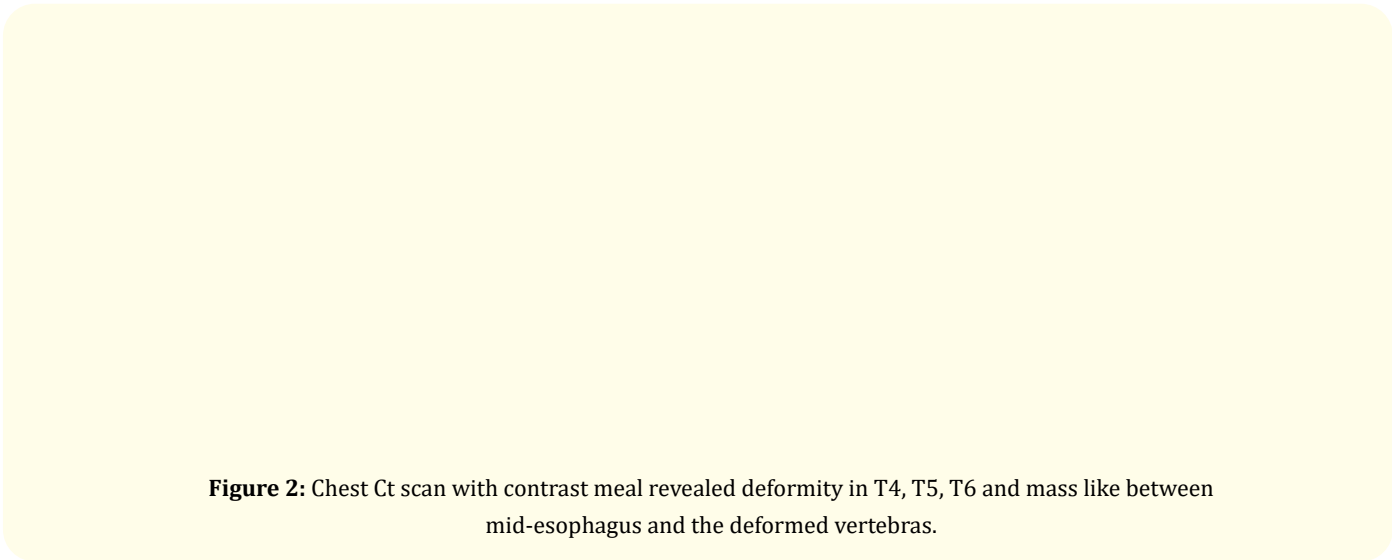 Figure 2: Chest Ct scan with contrast meal revealed deformity in T4, T5, T6 and mass like between
mid-esophagus and the deformed vertebras.